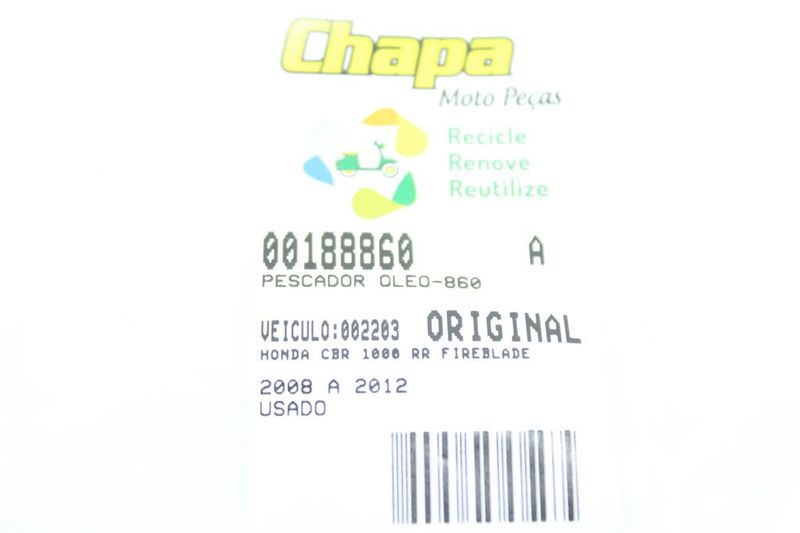 Chapa
Moto Peças
Recicle
Renove
Reutilize
00188860 A
PESCADOR OLEO-860
VEICULO:002203 ORIGINAL
HONDA CBR 1000 RR FIREBLADE
2008 A 2012
USADO